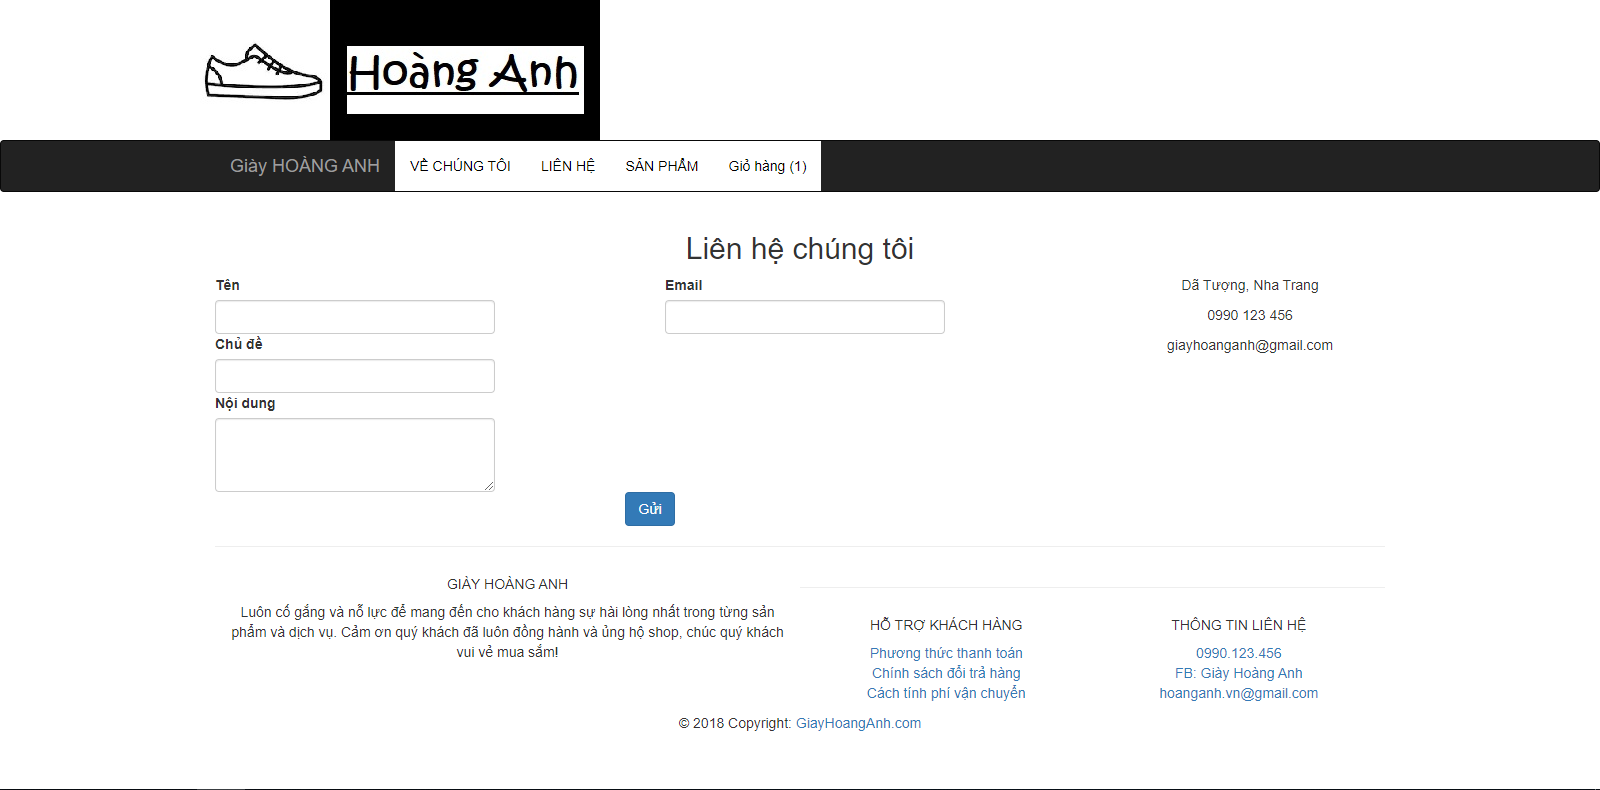 Hoàng Anh
Giày HOÀNG ANH
VỀ CHÚNG TÔI
LIÊN HỆ
SẢN PHẨM
Giỏ hàng (1)
Liên hệ chúng tôi
Tên
Email
Dã Tượng, Nha Trang
0990 123 456
giayhoanganh@gmail.com
Chủ đề
Nội dung
Gửi
GIÀY HOÀNG ANH
Luôn cố gắng và nỗ lực để mang đến cho khách hàng sự hài lòng nhất trong từng sản
phẩm và dịch vụ. Cảm ơn quý khách đã luôn đồng hành và ủng hộ shop, chúc quý khách
vui vẻ mua sắm!
HỖ TRỢ KHÁCH HÀNG
Phương thức thanh toán
Chính sách đổi trả hàng
Cách tính phí vận chuyển
THÔNG TIN LIÊN HỆ
0990.123.456
FB: Giày Hoàng Anh
hoanganh.vn@gmail.com
© 2018 Copyright: GiayHoangAnh.com